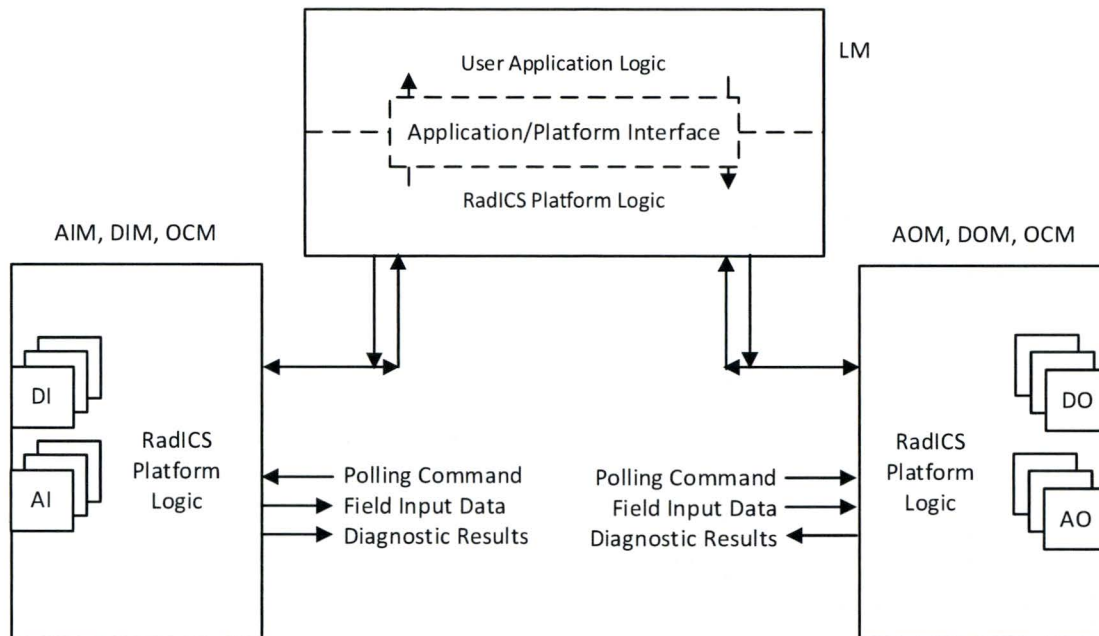 LM
User Application Logic
Application/Platform Interface
RadICS Platform Logic
AIM, DIM, OCM
AOM, DOM, OCM
DI
AI
RadICS
Platform
Logic
Polling Command
Field Input Data
Diagnostic Results
Polling Command
Field Input Data
Diagnostic Results
RadICS
Platform
Logic
DO
AO